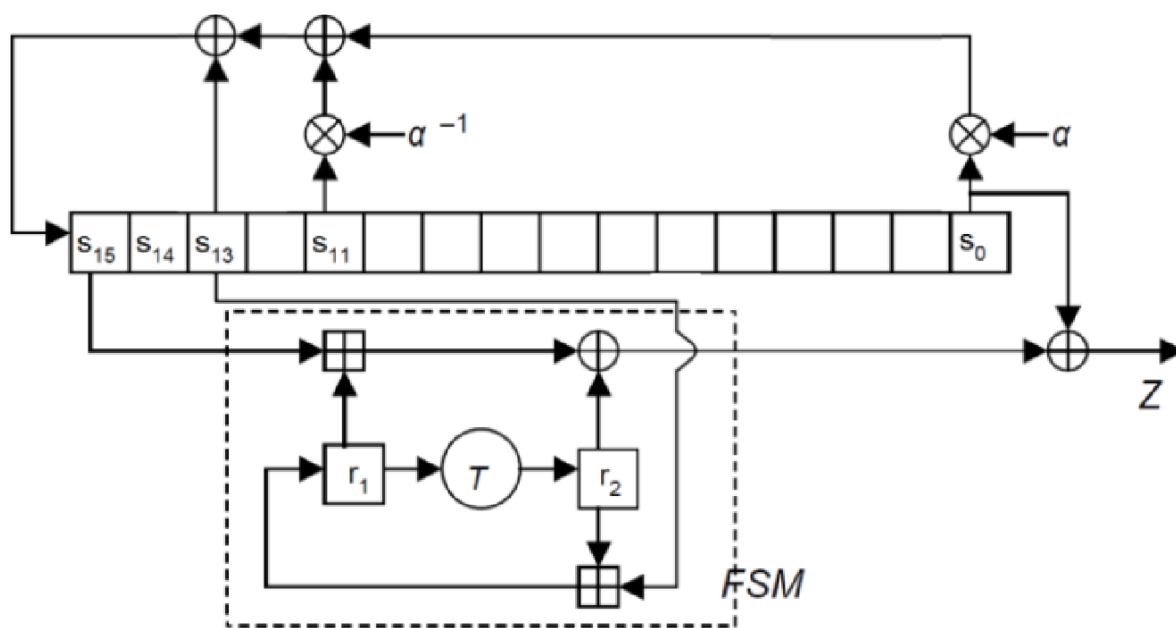 α⁻¹
α
s₁₅ s₁₄ s₁₃ s₁₁ s₀
Z
r₁ T r₂
FSM